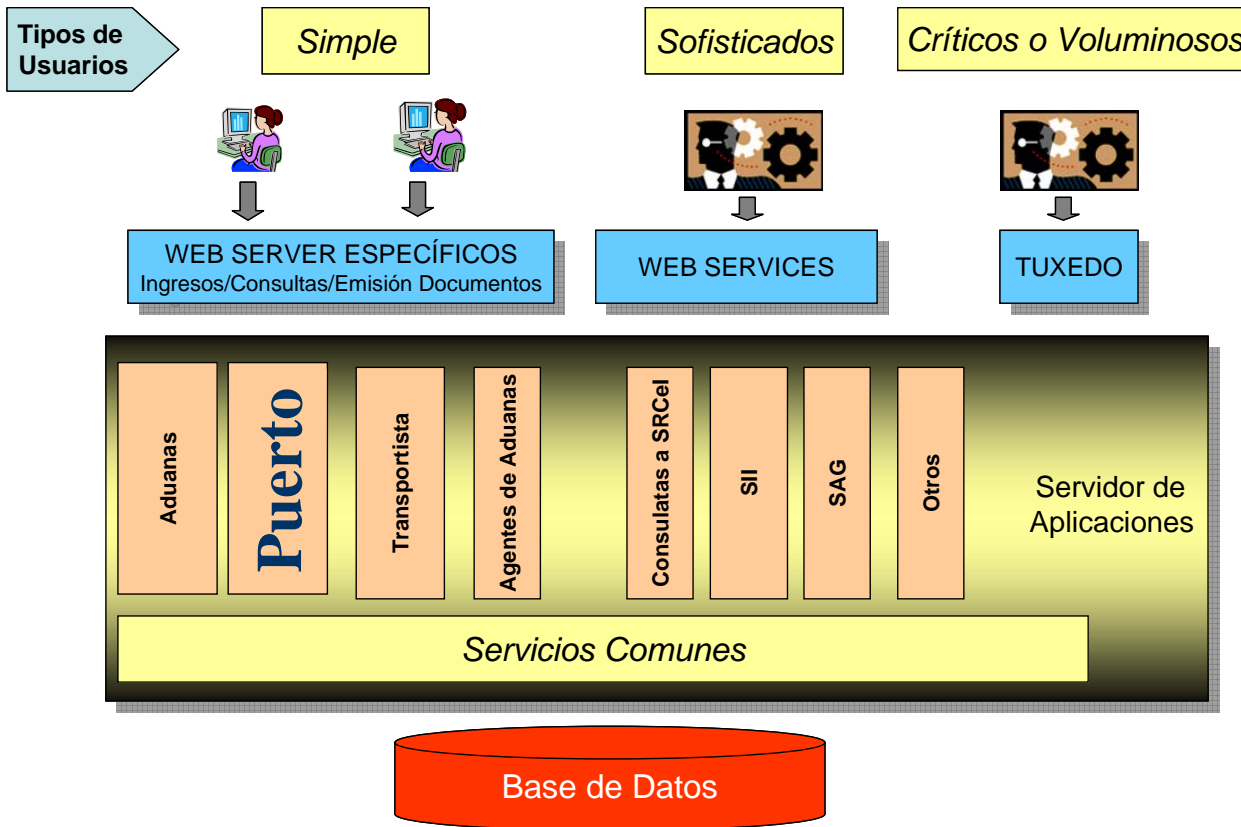 Tipos de
Usuarios
Simple
Sofisticados
Críticos o Voluminosos
WEB SERVER ESPECÍFICOS
Ingresos/Consultas/Emisión Documentos
WEB SERVICES
TUXEDO
Aduanas
Puerto
Transportista
Agentes de Aduanas
Consulatas a SRCeI
SII
SAG
Otros
Servidor de
Aplicaciones
Servicios Comunes
Base de Datos